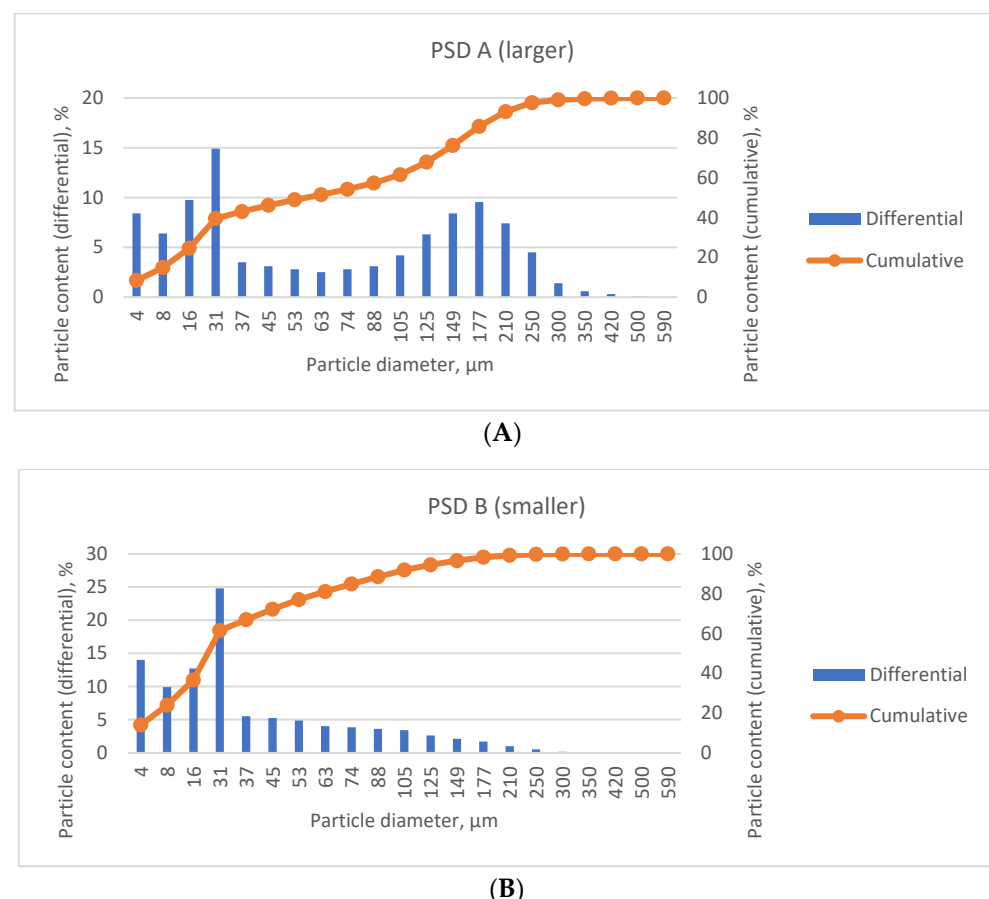 PSD A (larger)
Particle content (differential), %
20
15
10
5
0
100
80
60
40
20
0
Particle content (cumulative), %
4 8 16 31 37 45 53 63 74 88 105 125 149 177 210 250 300 350 420 500 590
Particle diameter, μm
Differential
Cumulative
(A)
PSD B (smaller)
Particle content (differential), %
30
25
20
15
10
5
0
100
80
60
40
20
0
Particle content (cumulative), %
4 8 16 31 37 45 53 63 74 88 105 125 149 177 210 250 300 350 420 500 590
Particle diameter, μm
Differential
Cumulative
(B)